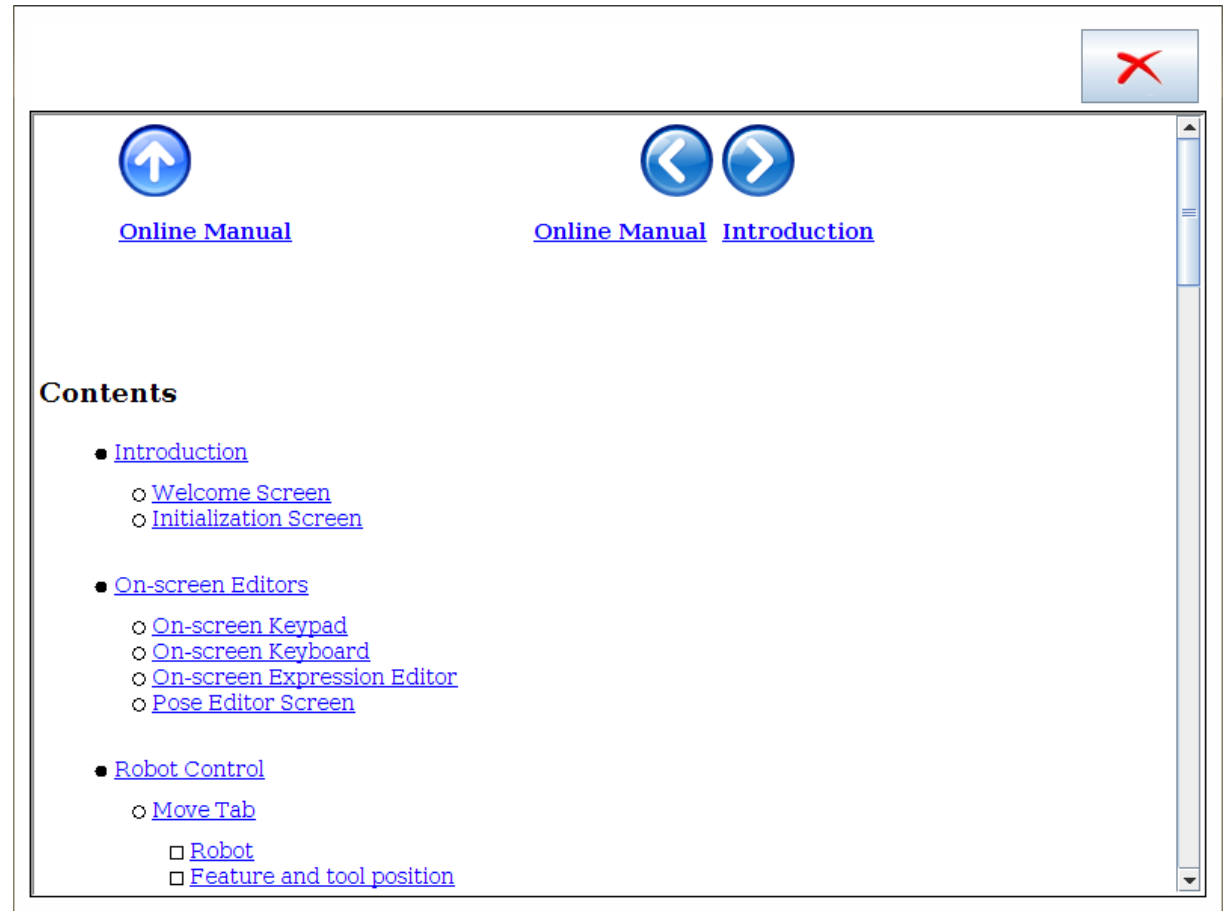 Online Manual
Online Manual Introduction
Contents
Introduction
Welcome Screen
Initialization Screen
On-screen Editors
On-screen Keypad
On-screen Keyboard
On-screen Expression Editor
Pose Editor Screen
Robot Control
Move Tab
Robot
Feature and tool position